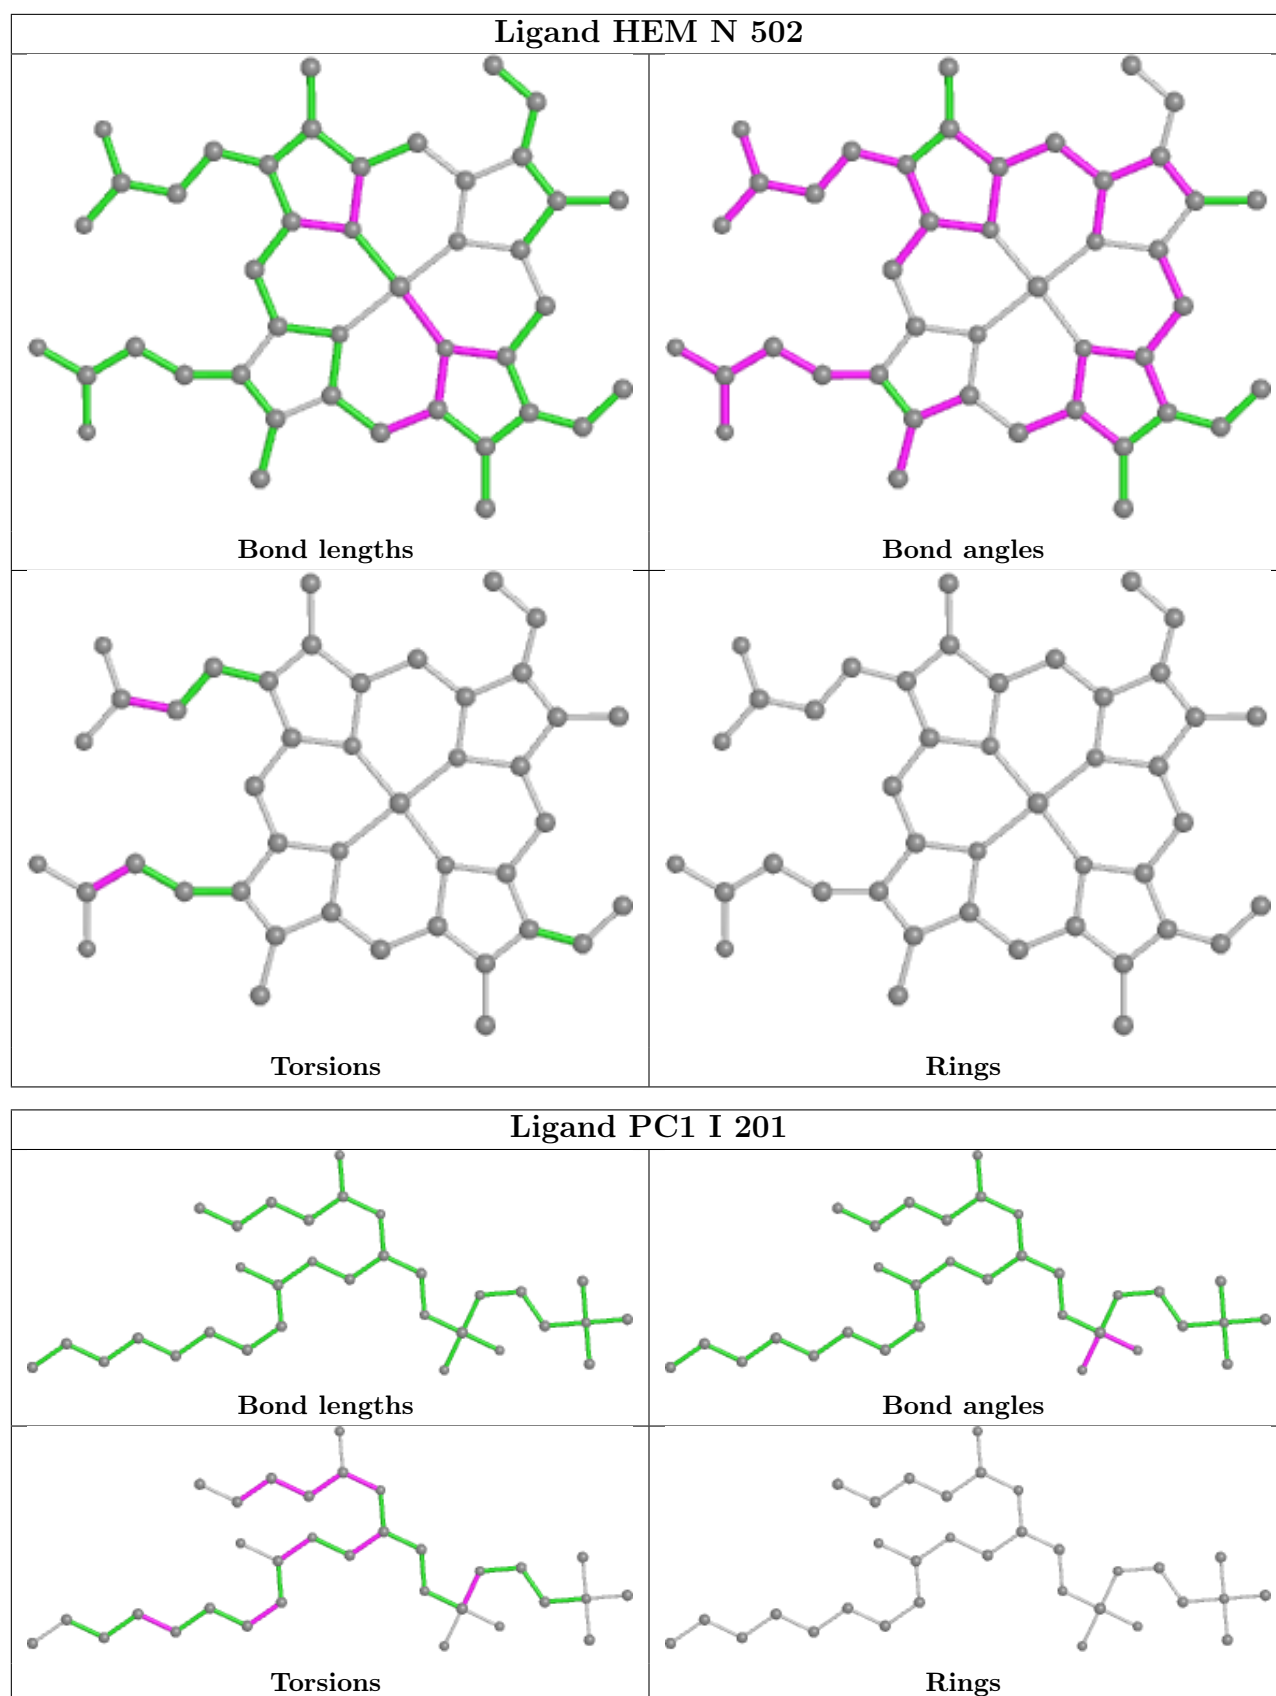 Ligand HEM N 502
Bond lengths
Bond angles
Torsions
Rings
Ligand PC1 I 201
Bond lengths
Bond angles
Torsions
Rings